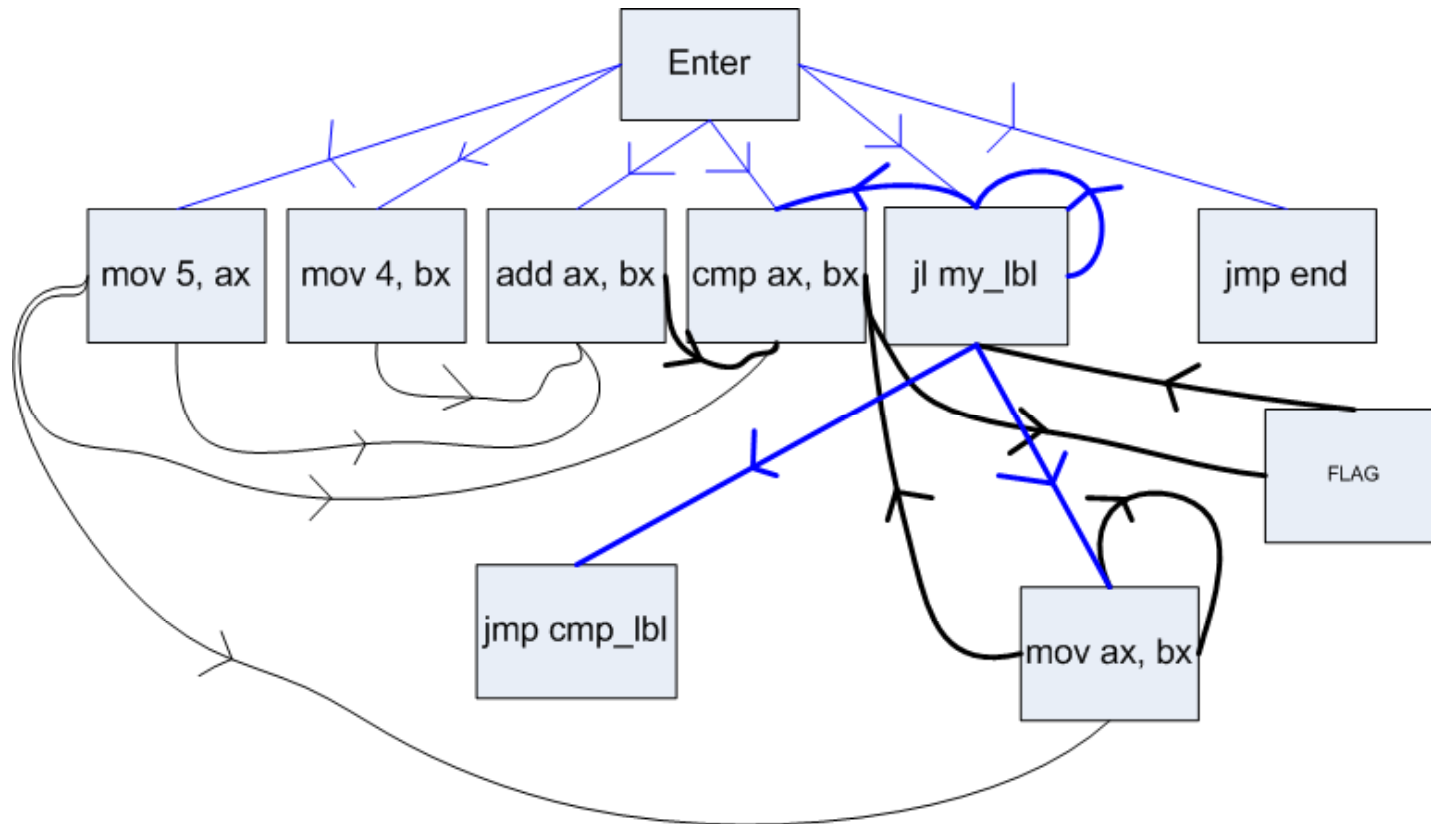 Enter
mov 5, ax
mov 4, bx
add ax, bx
cmp ax, bx
jl my_lbl
jmp end
FLAG
jmp cmp_lbl
mov ax, bx